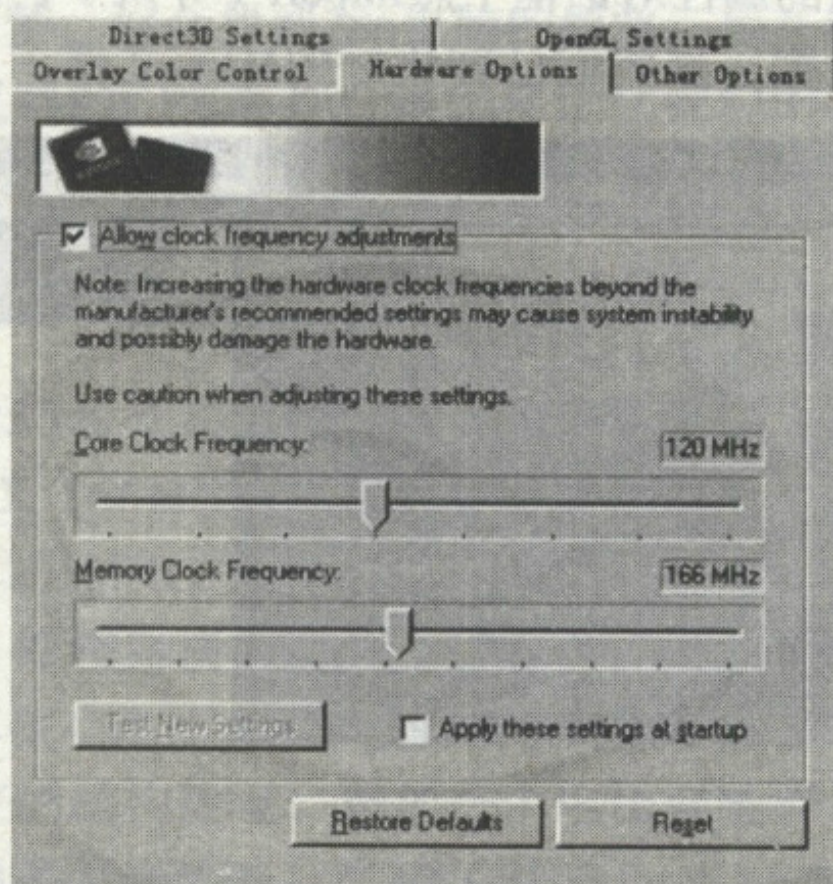 Direct3D Settings
OpenGL Settings
Overlay Color Control
Hardware Options
Other Options
Allow clock frequency adjustments
Note: Increasing the hardware clock frequencies beyond the
manufacturer's recommended settings may cause system instability
and possibly damage the hardware.
Use caution when adjusting these settings.
Core Clock Frequency:
120 MHz
Memory Clock Frequency:
166 MHz
Test New Settings
Apply these settings at startup
Restore Defaults
Reset